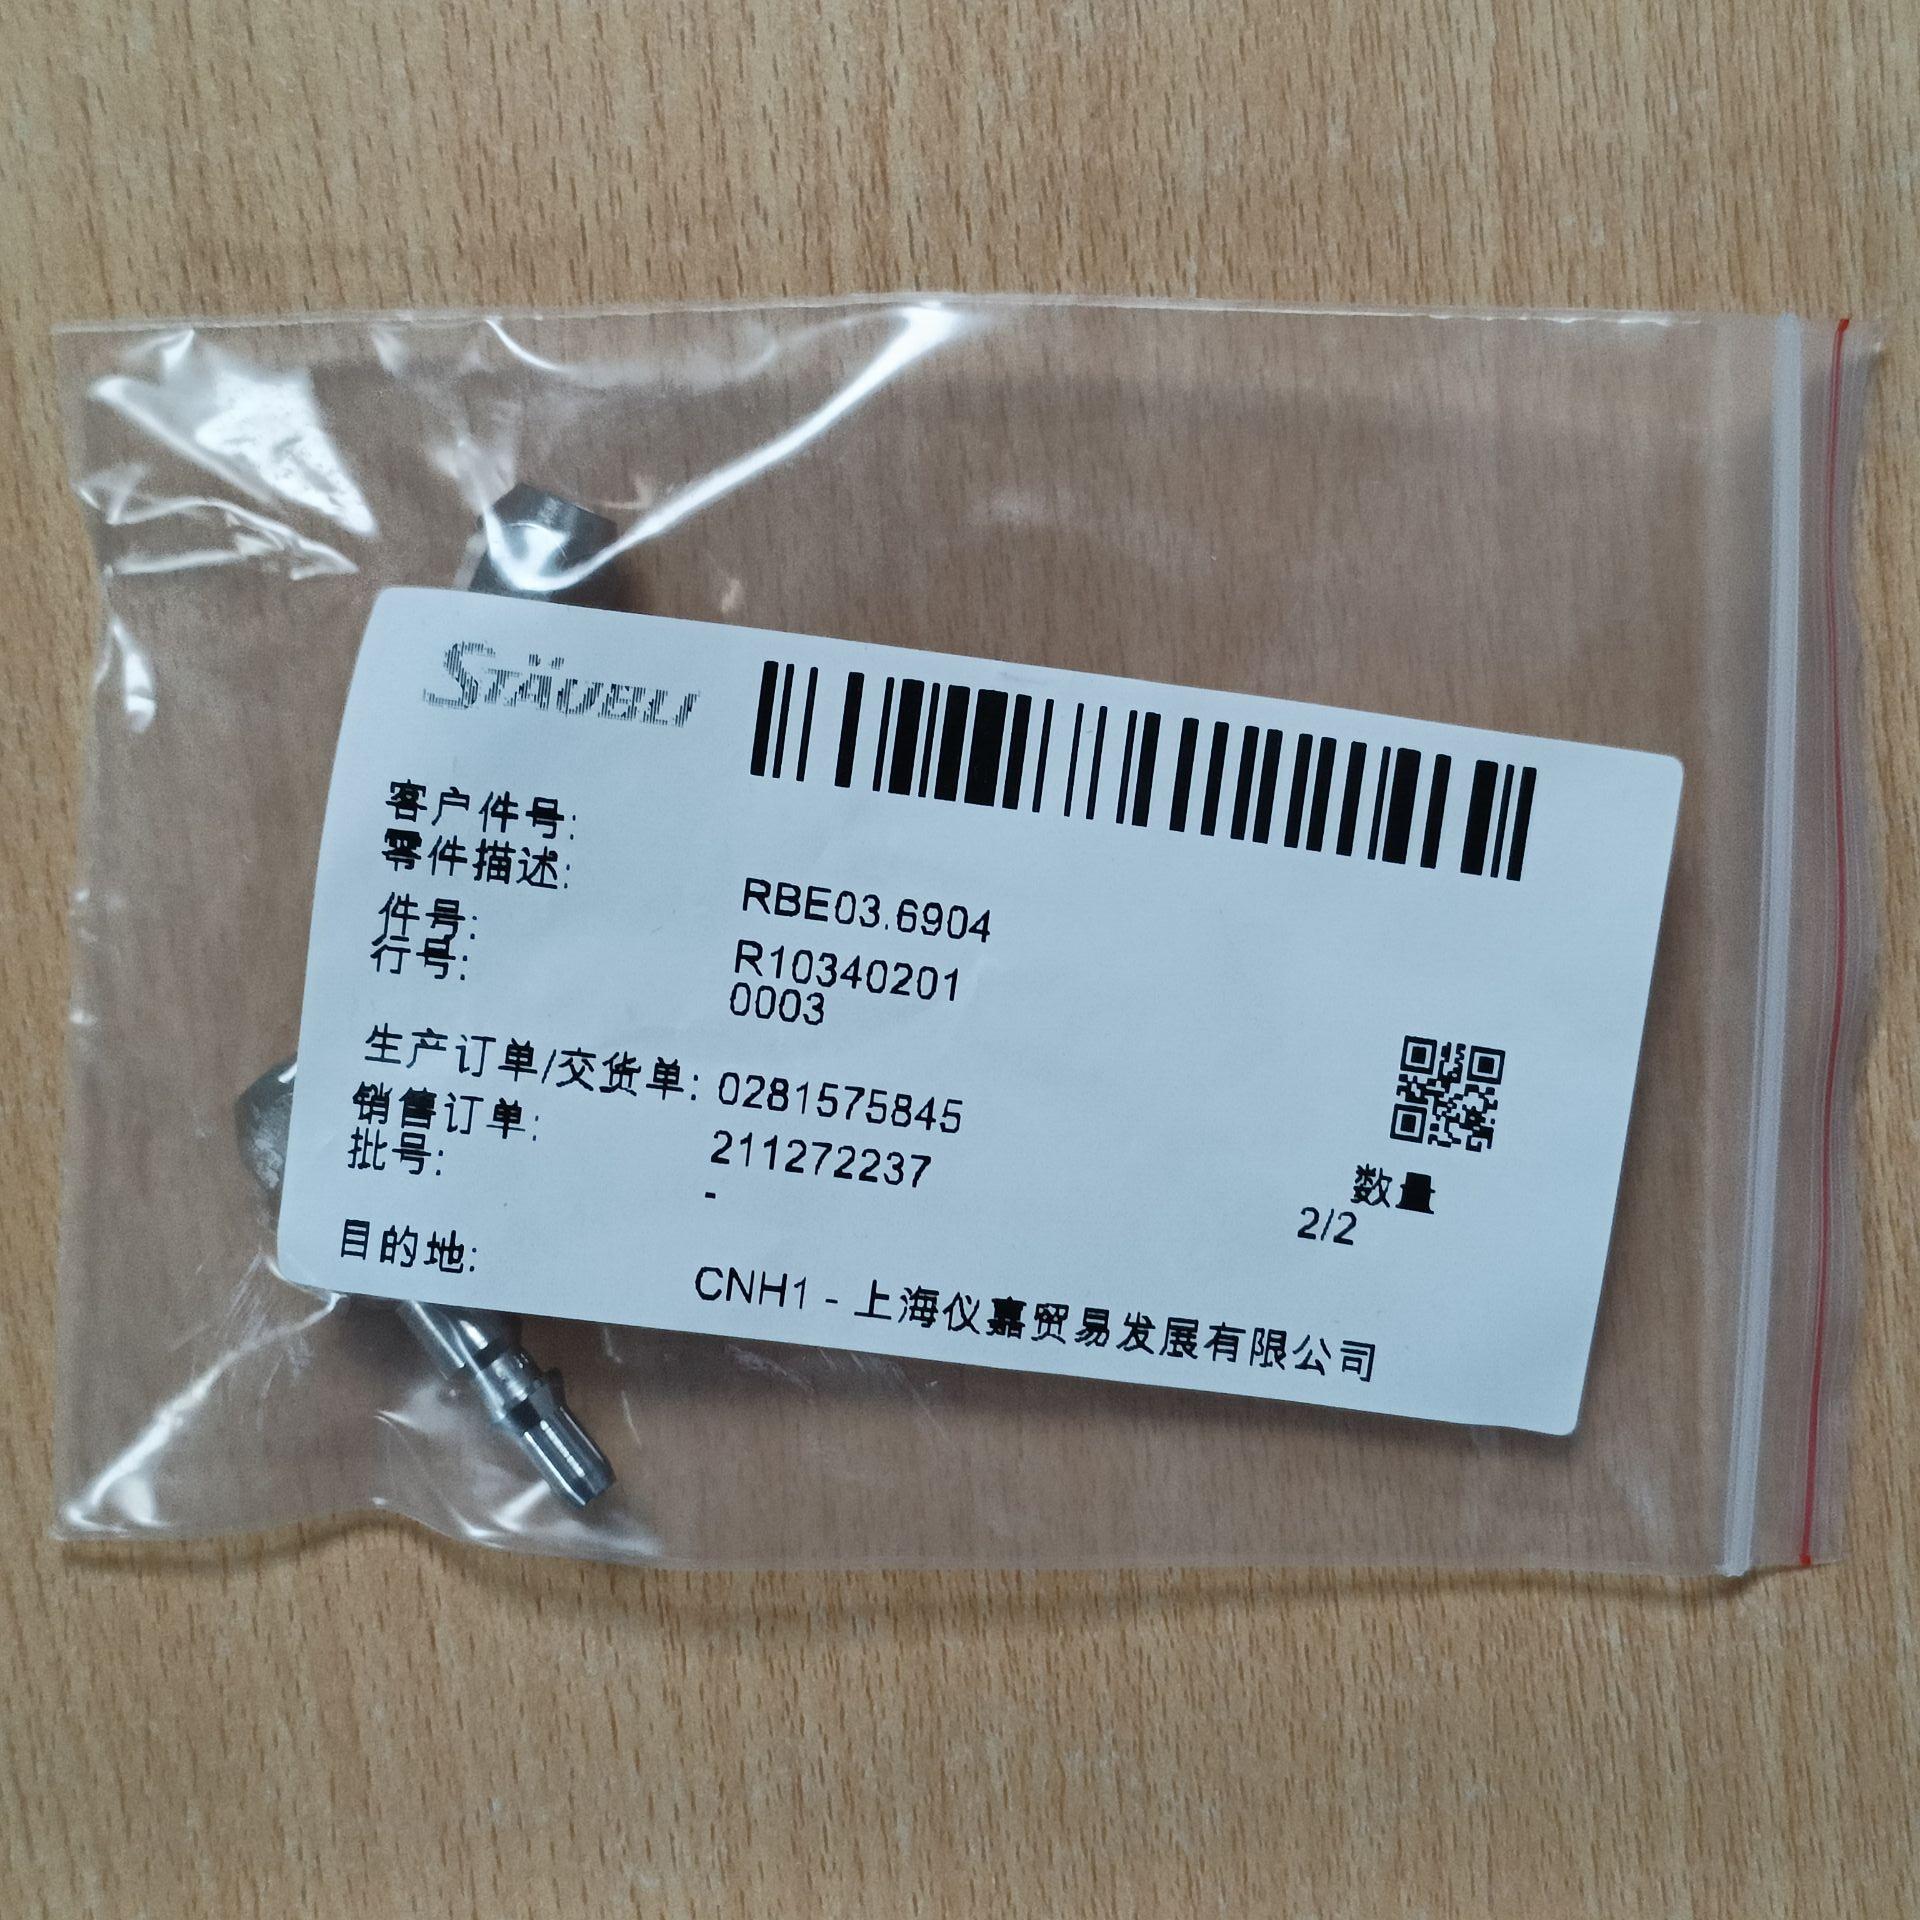 STÄUBLI
客户件号:
零件描述: RBE03.6904
件号: R10340201
行号: 0003
生产订单/交货单: 0281575845
销售订单: 211272237
批号: -
数量
2/2
目的地: CNH1 - 上海仪嘉贸易发展有限公司